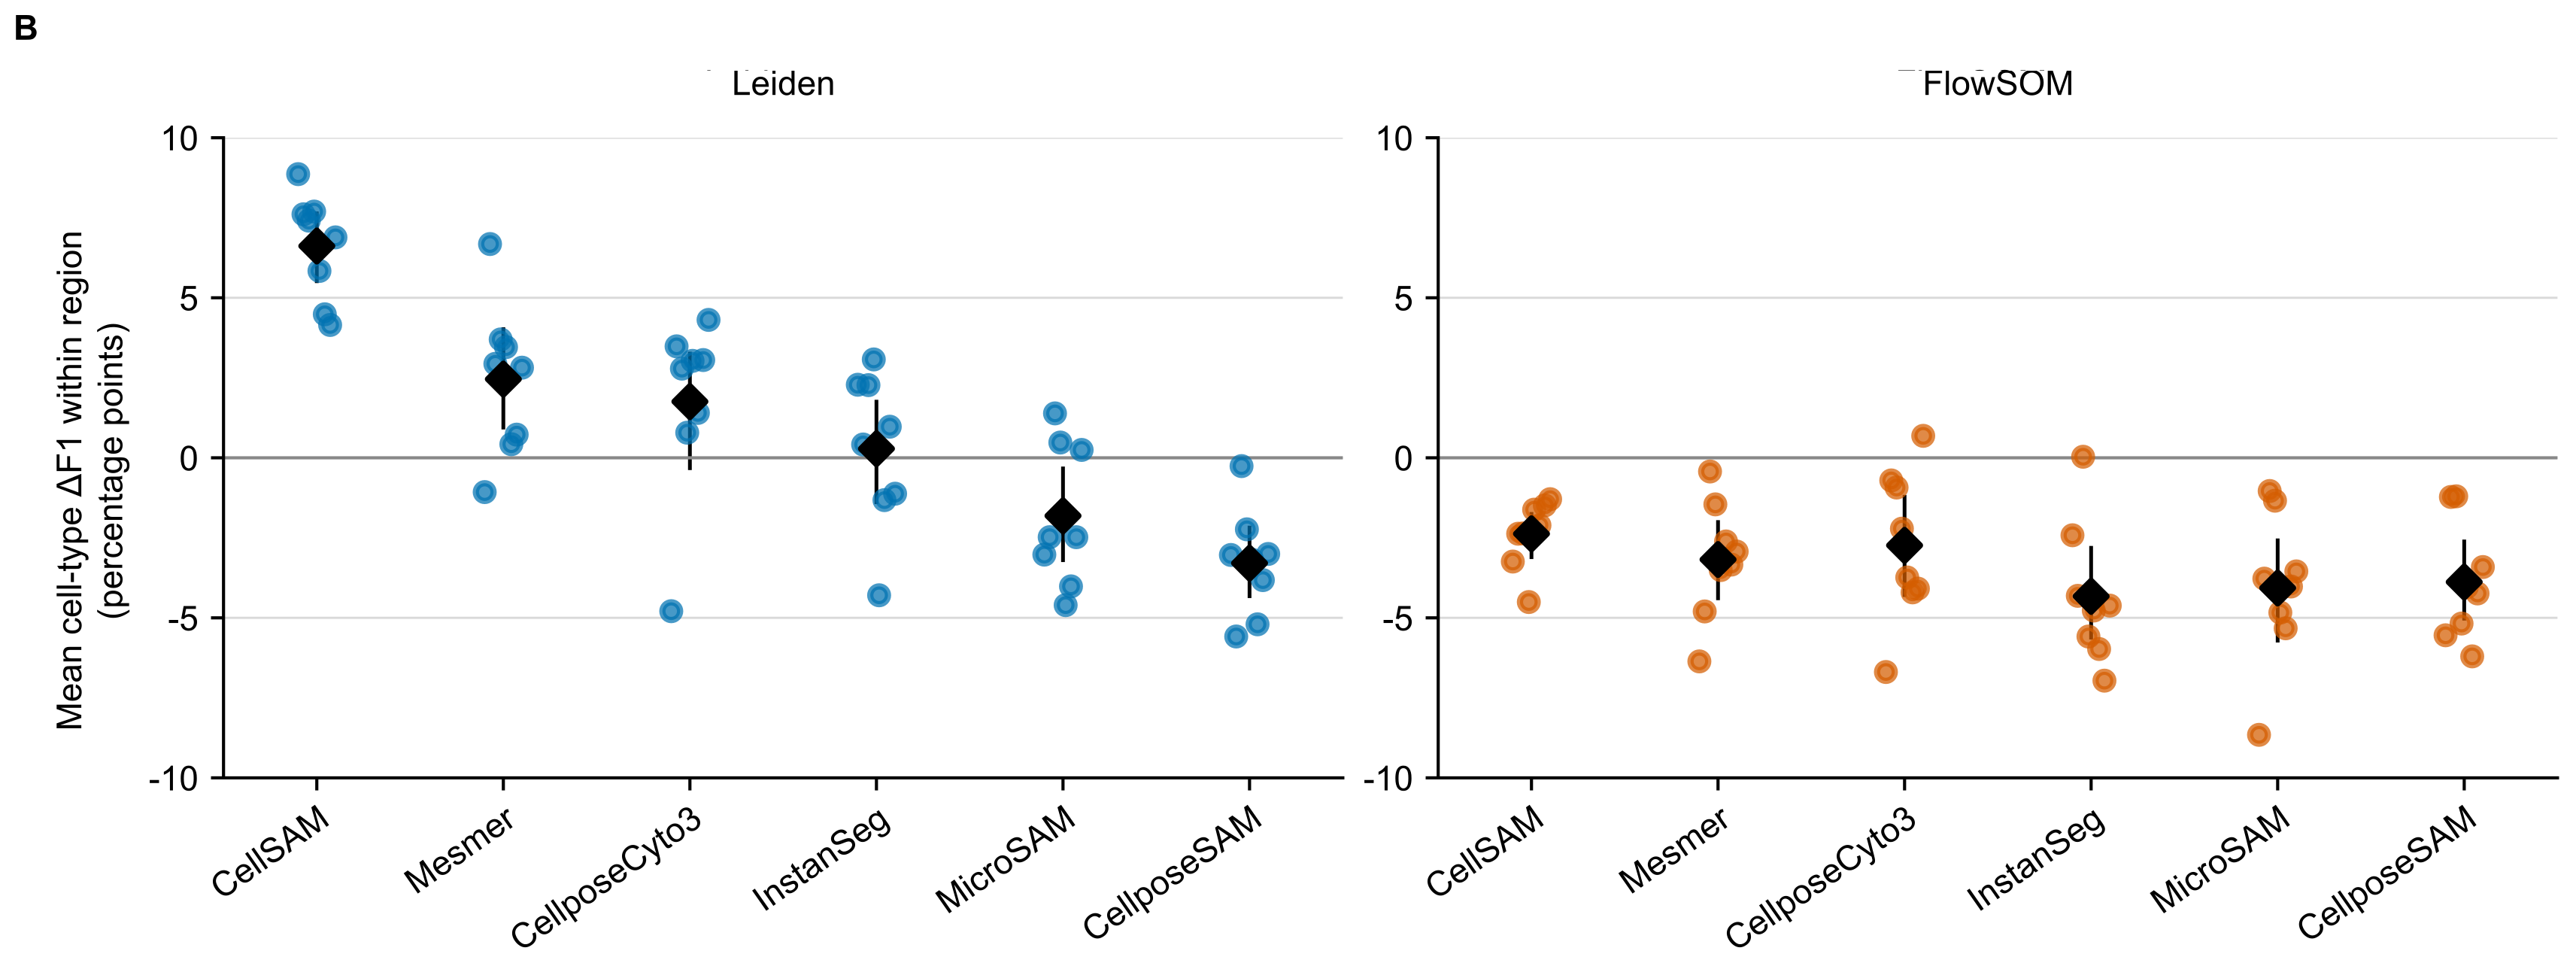 B
Leiden
FlowSOM
Mean cell-type ΔF1 within region
(percentage points)
10
5
0
-5
-10
10
5
0
-5
-10
CellSAM
Mesmer
CellposeCyto3
InstanSeg
MicroSAM
CellposeSAM
CellSAM
Mesmer
CellposeCyto3
InstanSeg
MicroSAM
CellposeSAM